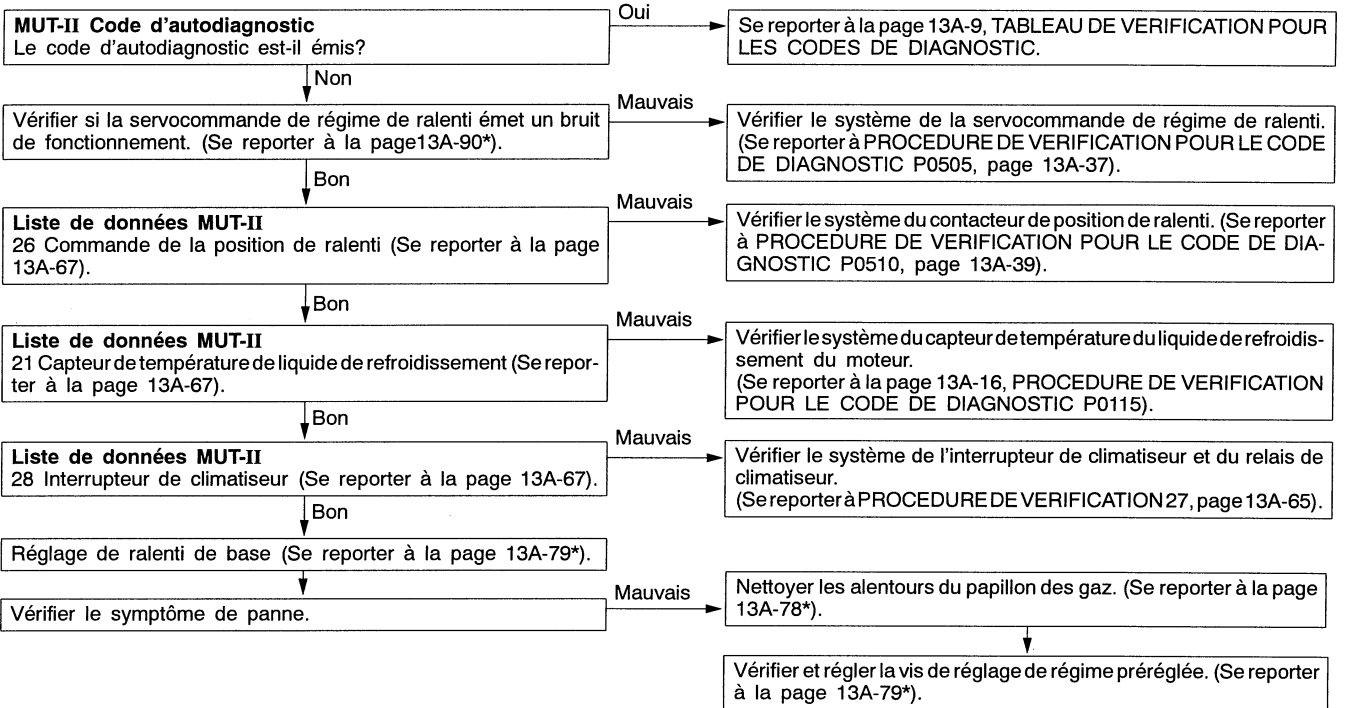 MUT-II Code d'autodiagnostic
Le code d'autodiagnostic est-il émis?
Oui
Se reporter à la page 13A-9, TABLEAU DE VERIFICATION POUR
LES CODES DE DIAGNOSTIC.
Non
Vérifier si la servocommande de régime de ralenti émet un bruit
de fonctionnement. (Se reporter à la page13A-90*).
Mauvais
Vérifier le système de la servocommande de régime de ralenti.
(Se reporter à PROCEDURE DE VERIFICATION POUR LE CODE
DE DIAGNOSTIC P0505, page 13A-37).
Bon
Liste de données MUT-II
26 Commande de la position de ralenti (Se reporter à la page
13A-67).
Mauvais
Vérifier le système du contacteur de position de ralenti. (Se reporter
à PROCEDURE DE VERIFICATION POUR LE CODE DE DIA-
GNOSTIC P0510, page 13A-39).
Bon
Liste de données MUT-II
21 Capteur de température de liquide de refroidissement (Se repor-
ter à la page 13A-67).
Mauvais
Vérifier le système du capteur de température du liquide de refroidis-
sement du moteur.
(Se reporter à la page 13A-16, PROCEDURE DE VERIFICATION
POUR LE CODE DE DIAGNOSTIC P0115).
Bon
Liste de données MUT-II
28 Interrupteur de climatiseur (Se reporter à la page 13A-67).
Mauvais
Vérifier le système de l'interrupteur de climatiseur et du relais de
climatiseur.
(Se reporter à PROCEDURE DE VERIFICATION 27, page 13A-65).
Bon
Réglage de ralenti de base (Se reporter à la page 13A-79*).
Vérifier le symptôme de panne.
Mauvais
Nettoyer les alentours du papillon des gaz. (Se reporter à la page
13A-78*).
Vérifier et régler la vis de réglage de régime préréglée. (Se reporter
à la page 13A-79*).